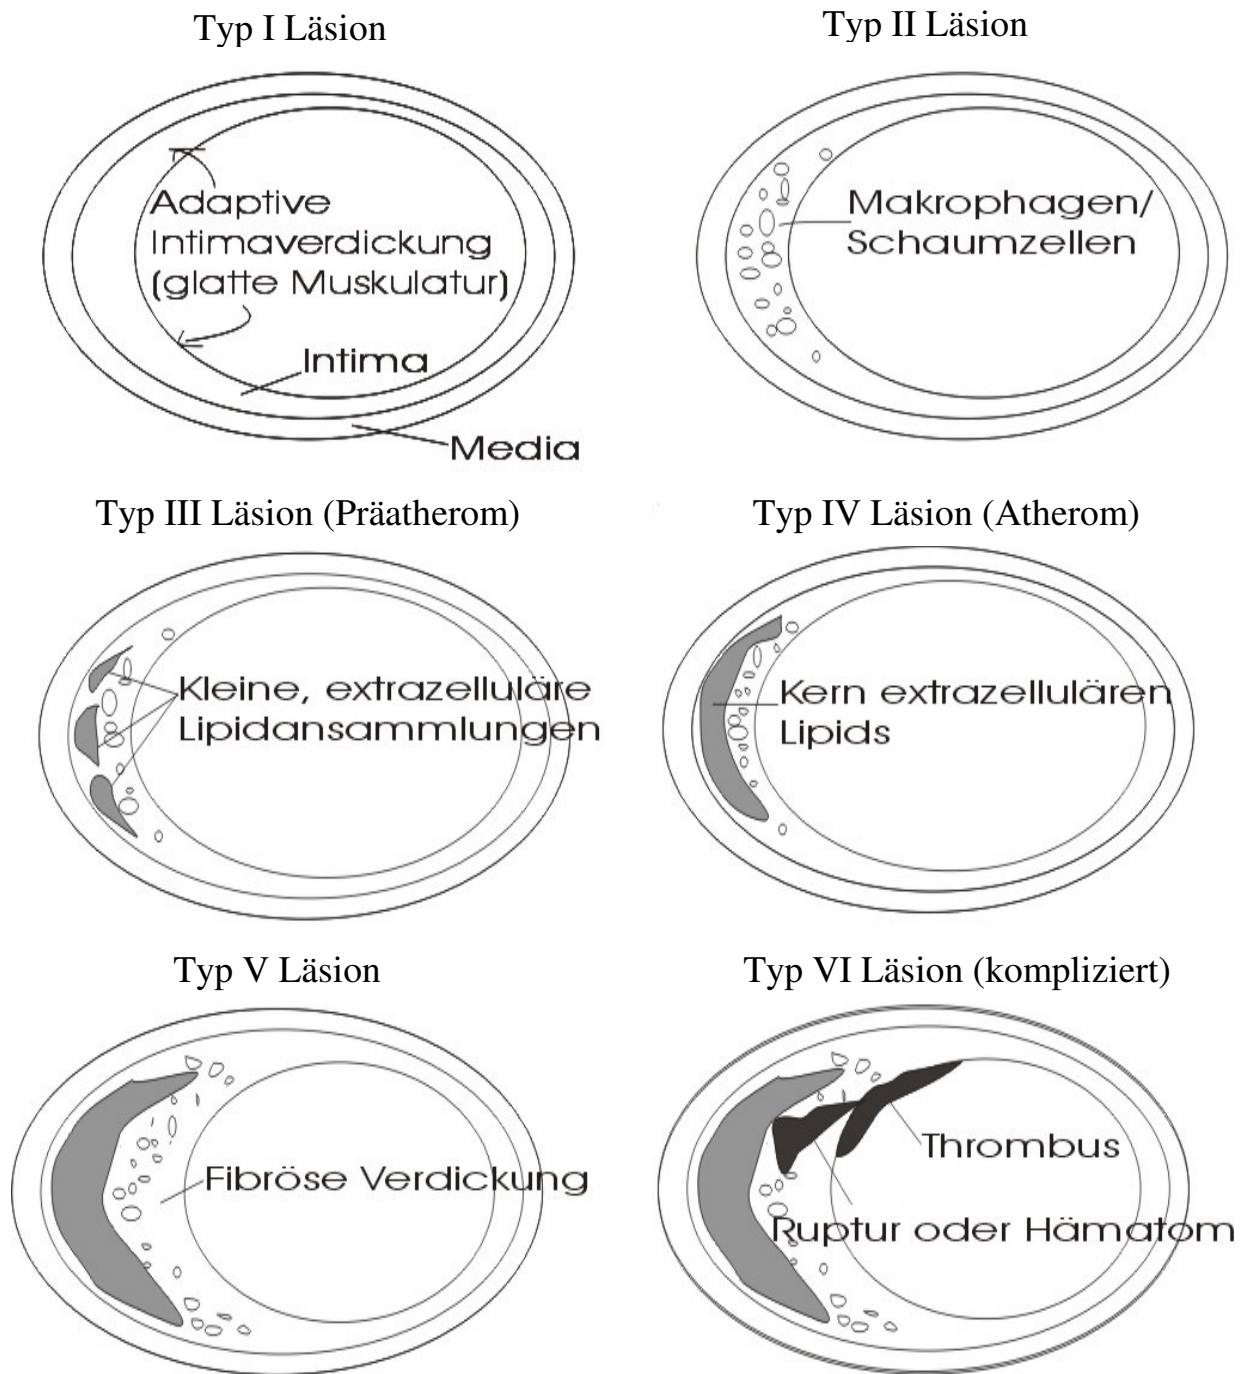 Typ I Läsion
Adaptive
Intimaverdickung
(glatte Muskulatur)
Intima
Media
Typ II Läsion
Makrophagen/
Schaumzellen
Typ III Läsion (Präatherom)
Kleine, extrazelluläre
Lipidansammlungen
Typ IV Läsion (Atherom)
Kern extrazellulären
Lipids
Typ V Läsion
Fibröse Verdickung
Typ VI Läsion (kompliziert)
Thrombus
Ruptur oder Hämatom